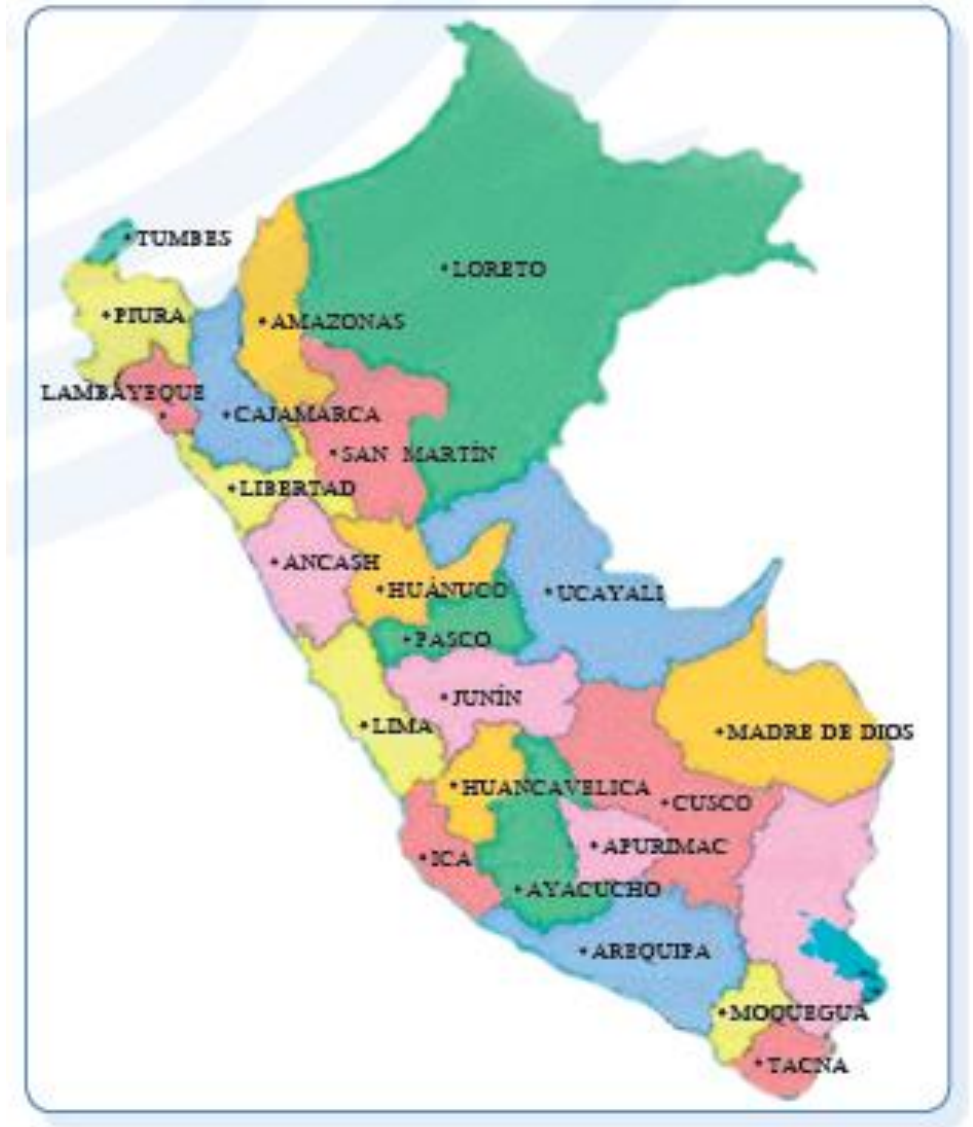 TUMBES
LORETO
PIURA
AMAZONAS
LAMBAYEQUE
CAJAMARCA
SAN MARTÍN
LIBERTAD
ANCASH
HUÁNUCO
UCAYALI
PASCO
JUNÍN
LIMA
MADRE DE DIOS
HUANCAVELICA
CUSCO
APURIMAC
ICA
AYACUCHO
AREQUIPA
MOQUEGUA
TACNA